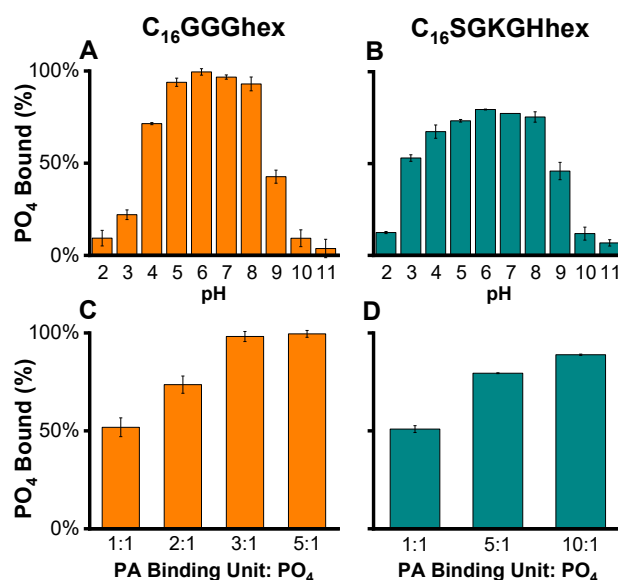 C₁₆GGGhex
C₁₆SGKGHhex
A
B
100%
50%
0%
PO₄ Bound (%)
2 3 4 5 6 7 8 9 10 11
2 3 4 5 6 7 8 9 10 11
pH
pH
C
D
100%
50%
0%
PO₄ Bound (%)
1:1 2:1 3:1 5:1
1:1 5:1 10:1
PA Binding Unit: PO₄
PA Binding Unit: PO₄